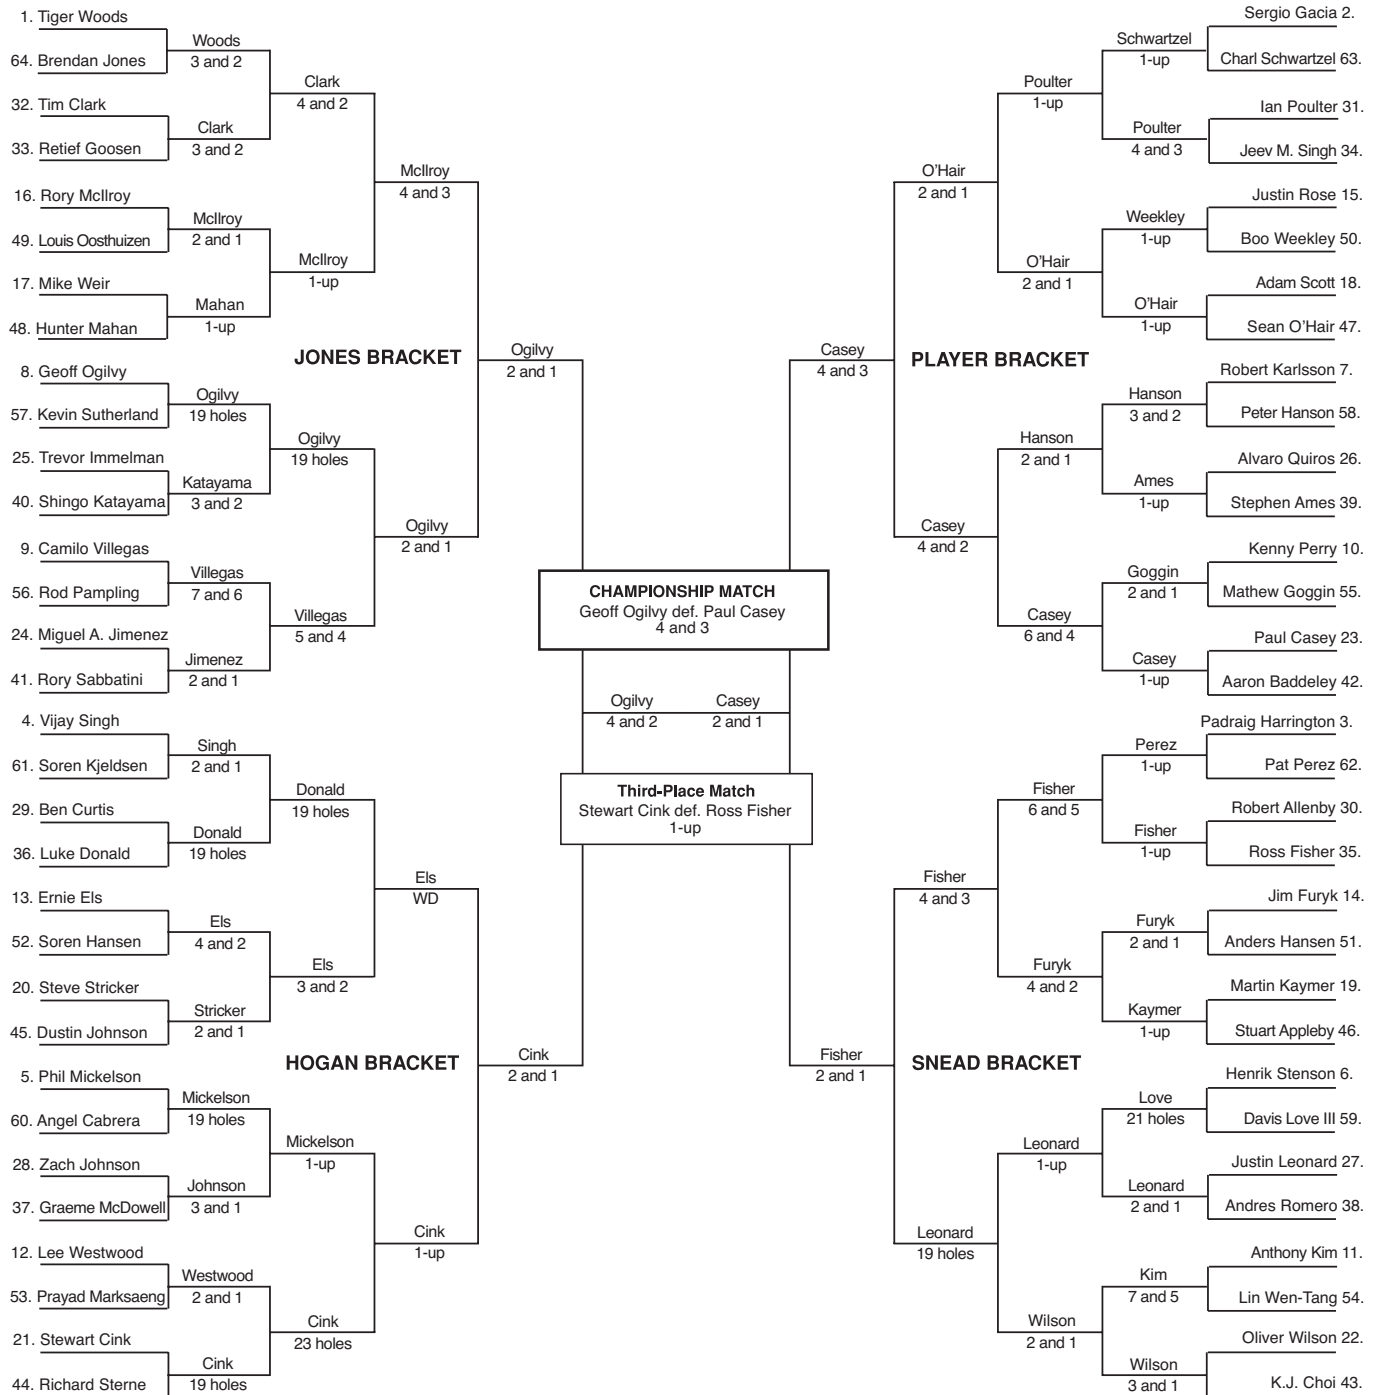 1. Tiger Woods
64. Brendan Jones
Woods
3 and 2
32. Tim Clark
33. Retief Goosen
Clark
3 and 2
Clark
4 and 2
16. Rory McIlroy
49. Louis Oosthuizen
McIlroy
2 and 1
17. Mike Weir
48. Hunter Mahan
Mahan
1-up
McIlroy
1-up
McIlroy
4 and 3
JONES BRACKET
8. Geoff Ogilvy
57. Kevin Sutherland
Ogilvy
19 holes
25. Trevor Immelman
40. Shingo Katayama
Katayama
3 and 2
Ogilvy
19 holes
9. Camilo Villegas
56. Rod Pampling
Villegas
7 and 6
24. Miguel A. Jimenez
41. Rory Sabbatini
Jimenez
2 and 1
Villegas
5 and 4
Ogilvy
2 and 1
Ogilvy
2 and 1
4. Vijay Singh
61. Soren Kjeldsen
Singh
2 and 1
29. Ben Curtis
36. Luke Donald
Donald
19 holes
Donald
19 holes
13. Ernie Els
52. Soren Hansen
Els
4 and 2
20. Steve Stricker
45. Dustin Johnson
Stricker
2 and 1
Els
3 and 2
Els
WD
HOGAN BRACKET
5. Phil Mickelson
60. Angel Cabrera
Mickelson
19 holes
28. Zach Johnson
37. Graeme McDowell
Johnson
3 and 1
Mickelson
1-up
12. Lee Westwood
53. Prayad Marksaeng
Westwood
2 and 1
21. Stewart Cink
44. Richard Sterne
Cink
19 holes
Cink
23 holes
Cink
1-up
Cink
2 and 1
CHAMPIONSHIP MATCH
Geoff Ogilvy def. Paul Casey
4 and 3
Ogilvy
4 and 2
Casey
2 and 1
Third-Place Match
Stewart Cink def. Ross Fisher
1-up
Sergio Gacia 2.
Charl Schwartzel 63.
Schwartzel
1-up
Ian Poulter 31.
Jeev M. Singh 34.
Poulter
4 and 3
Poulter
1-up
Justin Rose 15.
Boo Weekley 50.
Weekley
1-up
Adam Scott 18.
Sean O'Hair 47.
O'Hair
1-up
O'Hair
2 and 1
O'Hair
2 and 1
PLAYER BRACKET
Robert Karlsson 7.
Peter Hanson 58.
Hanson
3 and 2
Alvaro Quiros 26.
Stephen Ames 39.
Ames
1-up
Hanson
2 and 1
Kenny Perry 10.
Mathew Goggin 55.
Goggin
2 and 1
Paul Casey 23.
Aaron Baddeley 42.
Casey
1-up
Casey
6 and 4
Casey
4 and 2
Casey
4 and 3
Padraig Harrington 3.
Pat Perez 62.
Perez
1-up
Robert Allenby 30.
Ross Fisher 35.
Fisher
1-up
Fisher
6 and 5
Jim Furyk 14.
Anders Hansen 51.
Furyk
2 and 1
Martin Kaymer 19.
Stuart Appleby 46.
Kaymer
1-up
Furyk
4 and 2
Fisher
4 and 3
SNEAD BRACKET
Henrik Stenson 6.
Davis Love III 59.
Love
21 holes
Justin Leonard 27.
Andres Romero 38.
Leonard
2 and 1
Leonard
1-up
Anthony Kim 11.
Lin Wen-Tang 54.
Kim
7 and 5
Oliver Wilson 22.
K.J. Choi 43.
Wilson
3 and 1
Wilson
2 and 1
Leonard
19 holes
Fisher
2 and 1